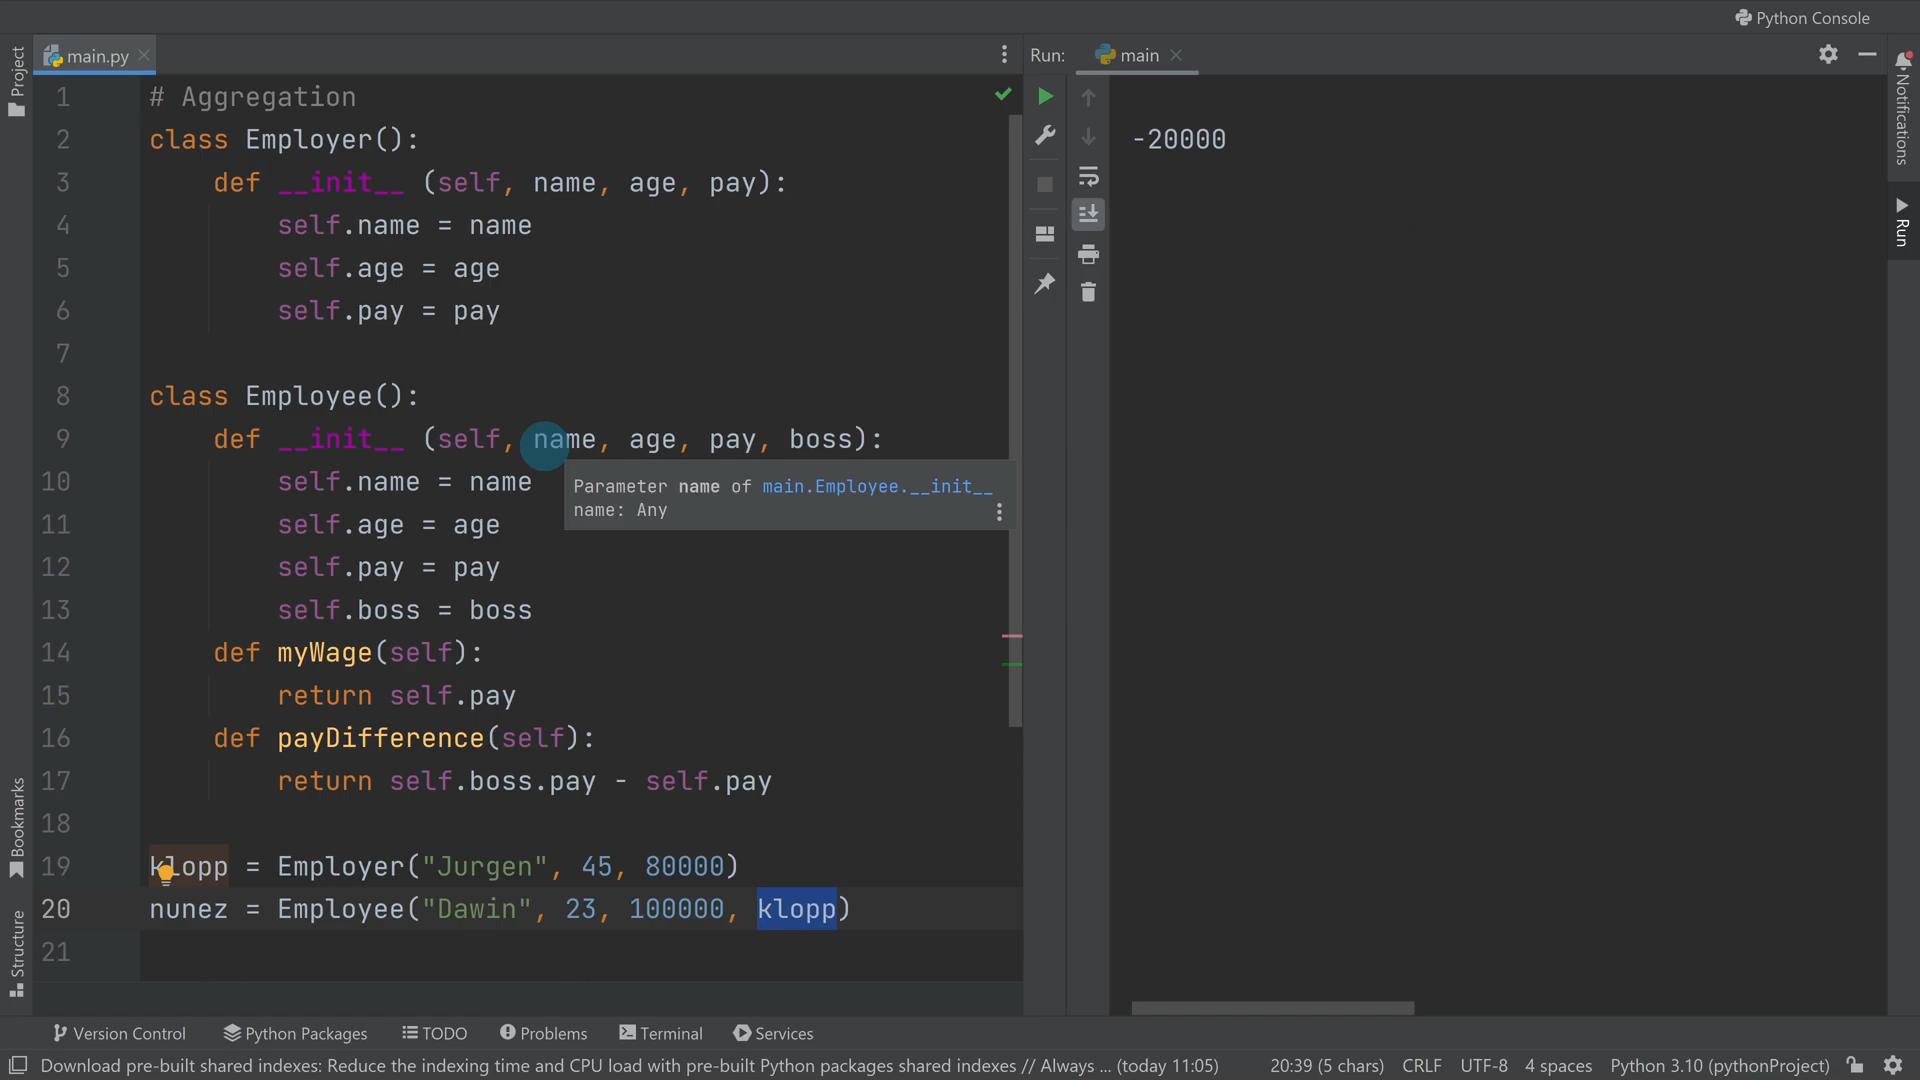 Python Console
Project
main.py
Run:
main
Notifications
Run
1 # Aggregation
2 class Employer():
3 def __init__ (self, name, age, pay):
4 self.name = name
5 self.age = age
6 self.pay = pay
7
8 class Employee():
9 def __init__ (self, name, age, pay, boss):
10 self.name = name
11 self.age = age
12 self.pay = pay
13 self.boss = boss
14 def myWage(self):
15 return self.pay
16 def payDifference(self):
17 return self.boss.pay - self.pay
18
19 klopp = Employer("Jurgen", 45, 80000)
20 nunez = Employee("Dawin", 23, 100000, klopp)
21
Parameter name of main.Employee.__init__
name: Any
-20000
Bookmarks
Structure
Version Control Python Packages TODO Problems Terminal Services
Download pre-built shared indexes: Reduce the indexing time and CPU load with pre-built Python packages shared indexes // Always ... (today 11:05) 20:39 (5 chars) CRLF UTF-8 4 spaces Python 3.10 (pythonProject)